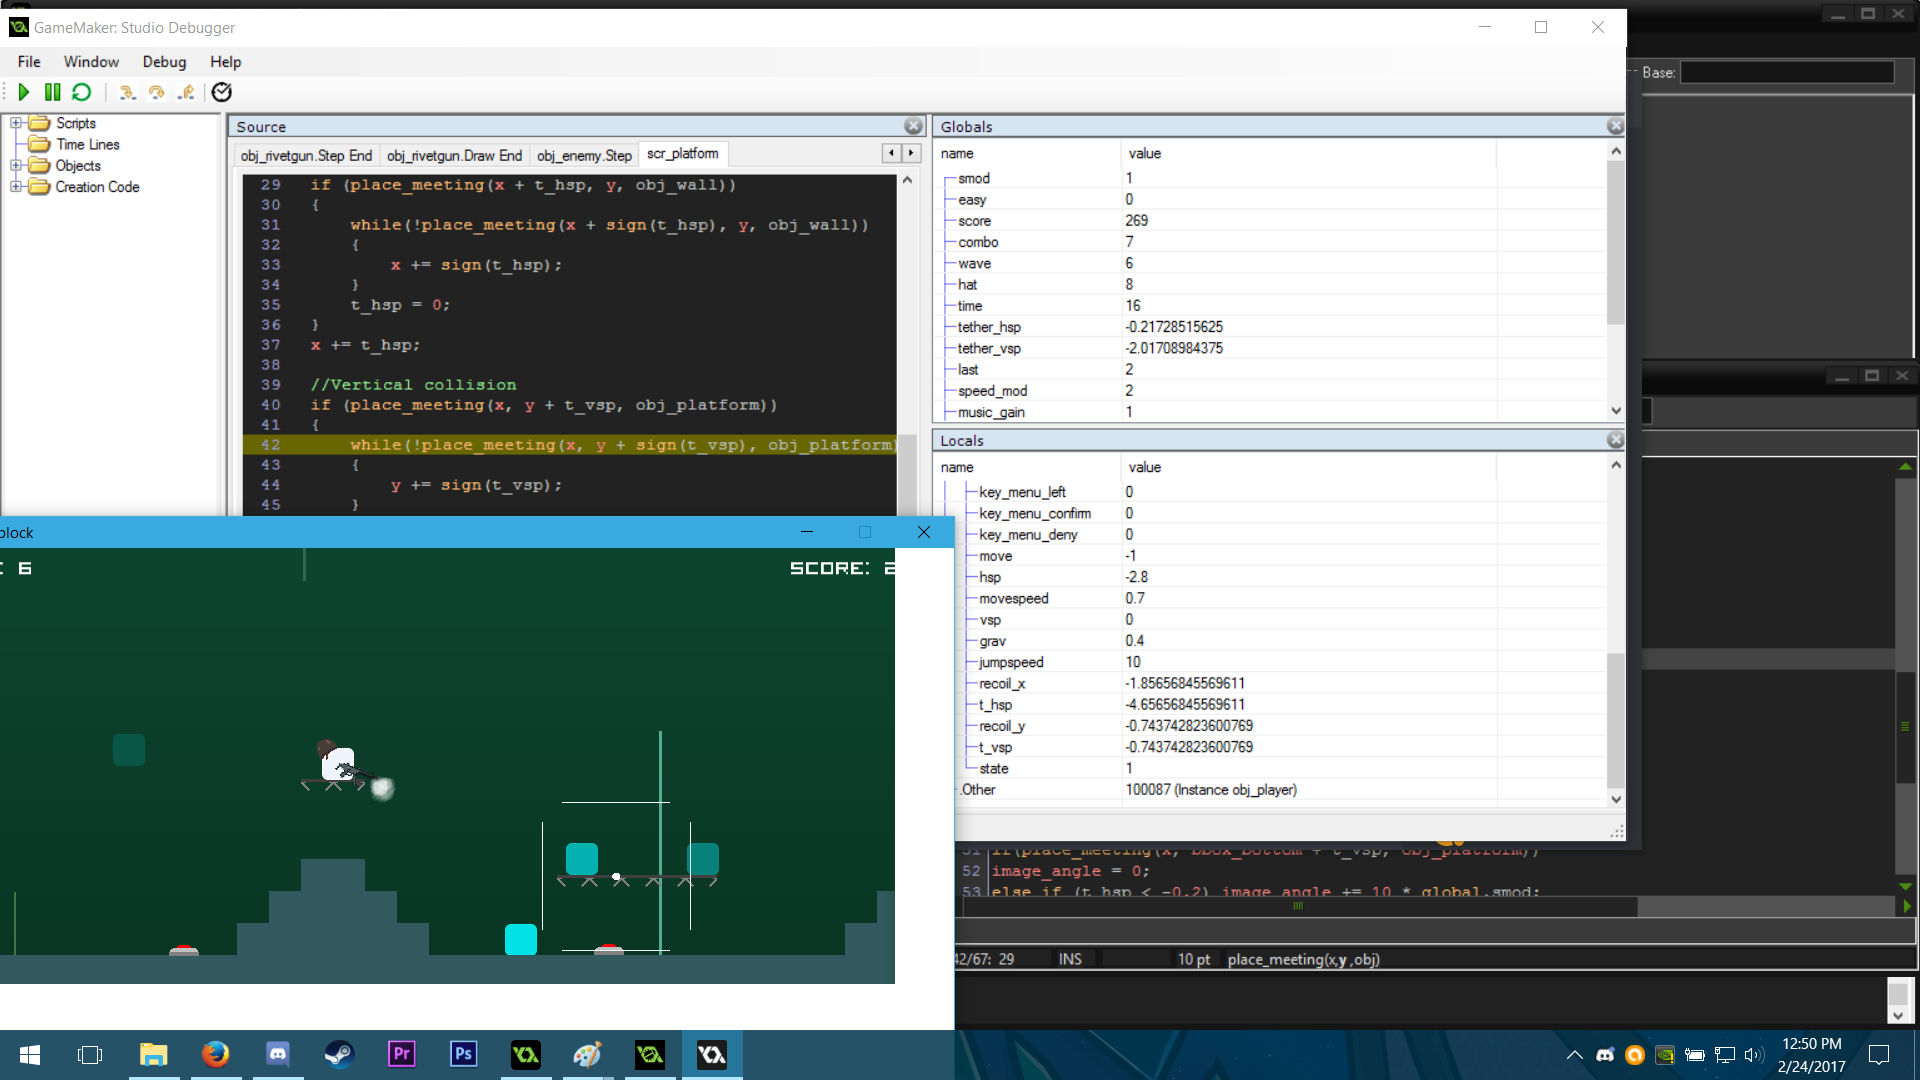 GameMaker: Studio Debugger
File Window Debug Help
Base:
Scripts
Time Lines
Objects
Creation Code
Source
obj_rivetgun.Step End obj_rivetgun.Draw End obj_enemy.Step scr_platform
29 if (place_meeting(x + t_hsp, y, obj_wall))
30 {
31 while(!place_meeting(x + sign(t_hsp), y, obj_wall))
32 {
33 x += sign(t_hsp);
34 }
35 t_hsp = 0;
36 }
37 x += t_hsp;
38
39 //Vertical collision
40 if (place_meeting(x, y + t_vsp, obj_platform))
41 {
42 while(!place_meeting(x, y + sign(t_vsp), obj_platform)
43 {
44 y += sign(t_vsp);
45 }
Globals
name value
smod 1
easy 0
score 269
combo 7
wave 6
hat 8
time 16
tether_hsp -0.21728515625
tether_vsp -2.01708984375
last 2
speed_mod 2
music_gain 1
Locals
name value
key_menu_left 0
key_menu_confirm 0
key_menu_deny 0
move -1
hsp -2.8
movespeed 0.7
vsp 0
grav 0.4
jumpspeed 10
recoil_x -1.85656845569611
t_hsp -4.65656845569611
recoil_y -0.743742823600769
t_vsp -0.743742823600769
state 1
.Other 100087 (Instance obj_player)
block
: 6
SCORE: 2
51 if(place_meeting(x, bbox_bottom + t_vsp, obj_platform))
52 image_angle = 0;
53 else if (t_hsp < -0.2) image_angle += 10 * global.smod;
42/67: 29 INS 10 pt place_meeting(x,y ,obj)
Pr
Ps
12:50 PM
2/24/2017